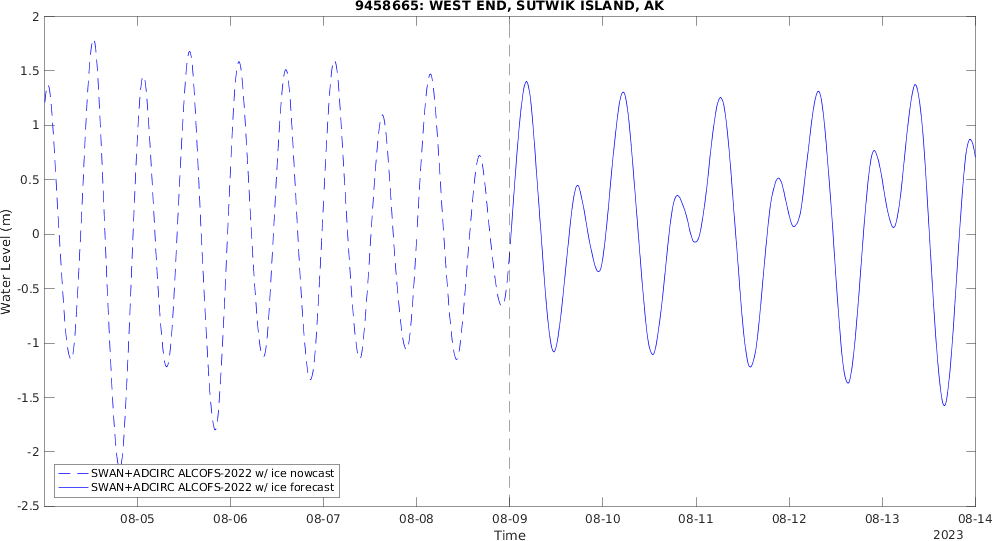 9458665: WEST END, SUTWIK ISLAND, AK
2
1.5
1
0.5
0
-0.5
-1
-1.5
-2
-2.5
Water Level (m)
SWAN+ADCIRC ALCOFS-2022 w/ ice nowcast
SWAN+ADCIRC ALCOFS-2022 w/ ice forecast
08-05 08-06 08-07 08-08 08-09 08-10 08-11 08-12 08-13 08-14
Time
2023